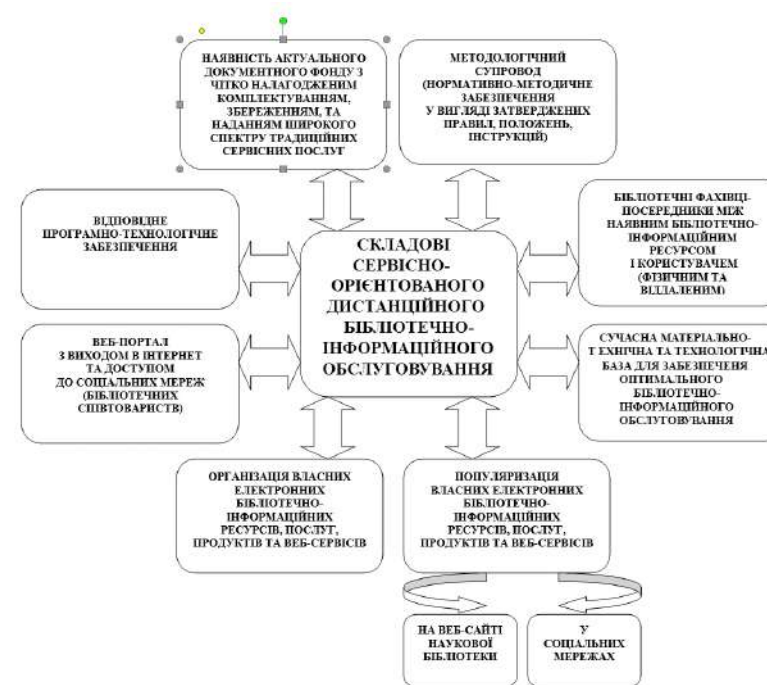 НАЯВНІСТЬ АКТУАЛЬНОГО
ДОКУМЕНТНОГО ФОНДУ З
ЧІТКО НАЛАГОДЖЕНИМ
КОМПЛЕКТУВАННЯМ,
ЗБЕРЕЖЕННЯМ, ТА
НАДАННЯМ ШИРОКОГО
СПЕКТРУ ТРАДИЦІЙНИХ
СЕРВІСНИХ ПОСЛУГ
МЕТОДОЛОГІЧНИЙ
СУПРОВОД
(НОРМАТИВНО-МЕТОДИЧНЕ
ЗАБЕЗПЕЧЕННЯ
У ВИГЛЯДІ ЗАТВЕРДЖЕНИХ
ПРАВИЛ, ПОЛОЖЕНЬ,
ІНСТРУКЦІЙ)
ВІДПОВІДНЕ
ПРОГРАМНО-ТЕХНОЛОГІЧНЕ
ЗАБЕЗПЕЧЕННЯ
СКЛАДОВІ
СЕРВІСНО-
ОРІЄНТОВАНОГО
ДИСТАНЦІЙНОГО
БІБЛІОТЕЧНО-
ІНФОРМАЦІЙНОГО
ОБСЛУГОВУВАННЯ
БІБЛІОТЕЧНІ ФАХІВЦІ-
ПОСЕРЕДНИКИ МІЖ
НАЯВНИМ БІБЛІОТЕЧНО-
ІНФОРМАЦІЙНИМ
РЕСУРСОМ
І КОРИСТУВАЧЕМ
(ФІЗИЧНИМ ТА
ВІДДАЛЕНИМ)
ВЕБ-ПОРТАЛ
З ВИХОДОМ В ІНТЕРНЕТ
ТА ДОСТУПОМ
ДО СОЦІАЛЬНИХ МЕРЕЖ
(БІБЛІОТЕЧНИХ
СПІВТОВАРИСТВ)
СУЧАСНА МАТЕРІАЛЬНО-
ТЕХНІЧНА ТА ТЕХНОЛОГІЧНА
БАЗА ДЛЯ ЗАБЕЗПЕЧЕНЯ
ОПТИМАЛЬНОГО
БІБЛІОТЕЧНО-
ІНФОРМАЦІЙНОГО
ОБСЛУГОВУВАННЯ
ОРГАНІЗАЦІЯ ВЛАСНИХ
ЕЛЕКТРОННИХ
БІБЛІОТЕЧНО-
ІНФОРМАЦІЙНИХ
РЕСУРСІВ, ПОСЛУГ,
ПРОДУКТІВ ТА ВЕБ-СЕРВІСІВ
ПОПУЛЯРИЗАЦІЯ
ВЛАСНИХ ЕЛЕКТРОННИХ
БІБЛІОТЕЧНО-
ІНФОРМАЦІЙНИХ
РЕСУРСІВ, ПОСЛУГ,
ПРОДУКТІВ ТА ВЕБ-СЕРВІСІВ
НА ВЕБ-САЙТІ
НАУКОВОЇ
БІБЛІОТЕКИ
У
СОЦІАЛЬНИХ
МЕРЕЖАХ